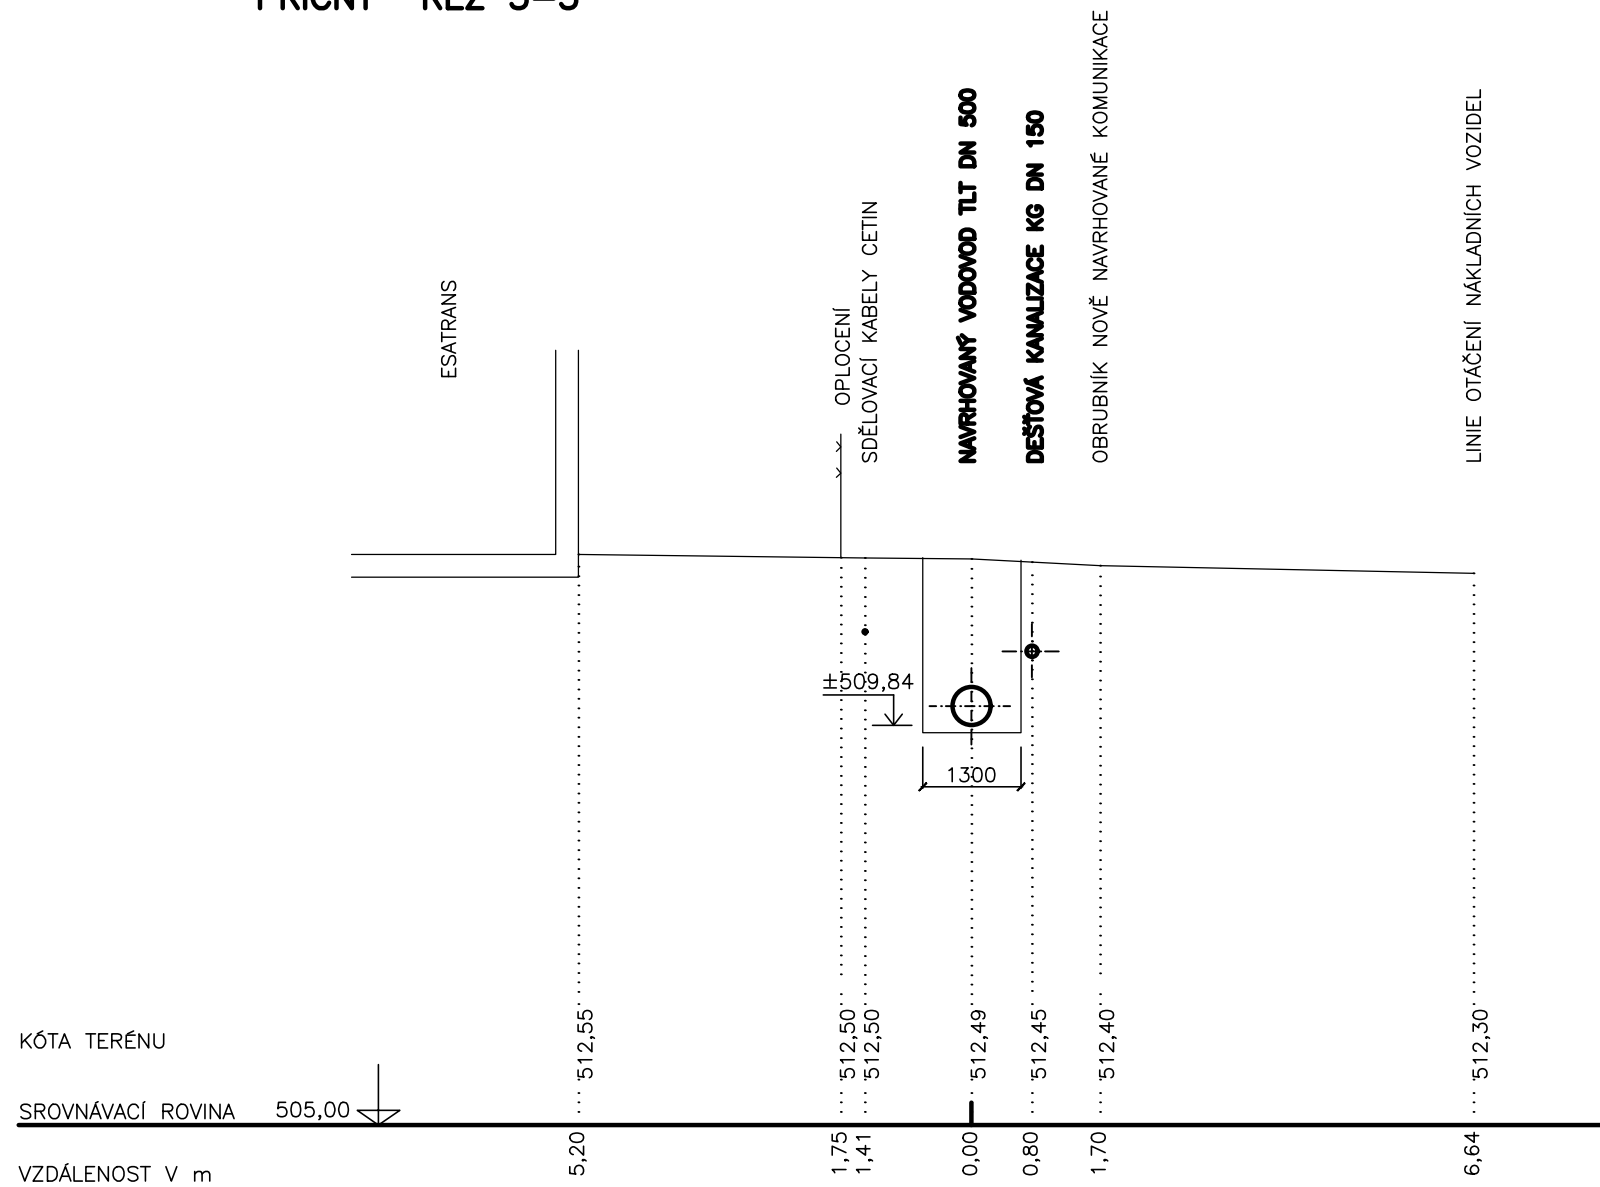 PŘÍČNÝ ŘEZ
ESATRANS
OPLOCENÍ
SDĚLOVACÍ KABELY CETIN
NAVRHOVANÝ VODOVOD TLT DN 500
DEŠŤOVÁ KANALIZACE KG DN 150
OBRUBNÍK NOVĚ NAVRHOVANÉ KOMUNIKACE
LINIE OTÁČENÍ NÁKLADNÍCH VOZIDEL
±509,84
1300
KÓTA TERÉNU
512,55
512,50
512,50
512,49
512,45
512,40
512,30
SROVNÁVACÍ ROVINA 505,00
VZDÁLENOST V m
5,20
1,75
1,41
0,00
0,80
1,70
6,64